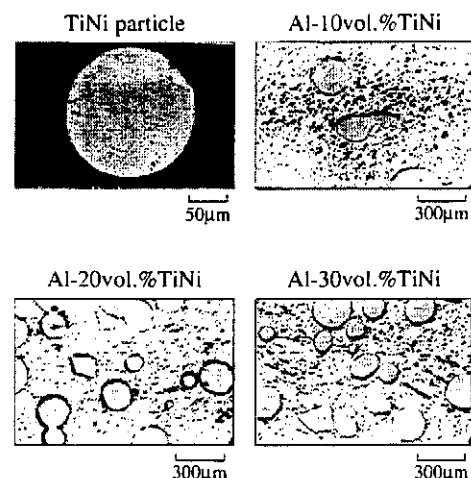 TiNi particle
Al-10vol.%TiNi
50μm
300μm
Al-20vol.%TiNi
Al-30vol.%TiNi
300μm
300μm